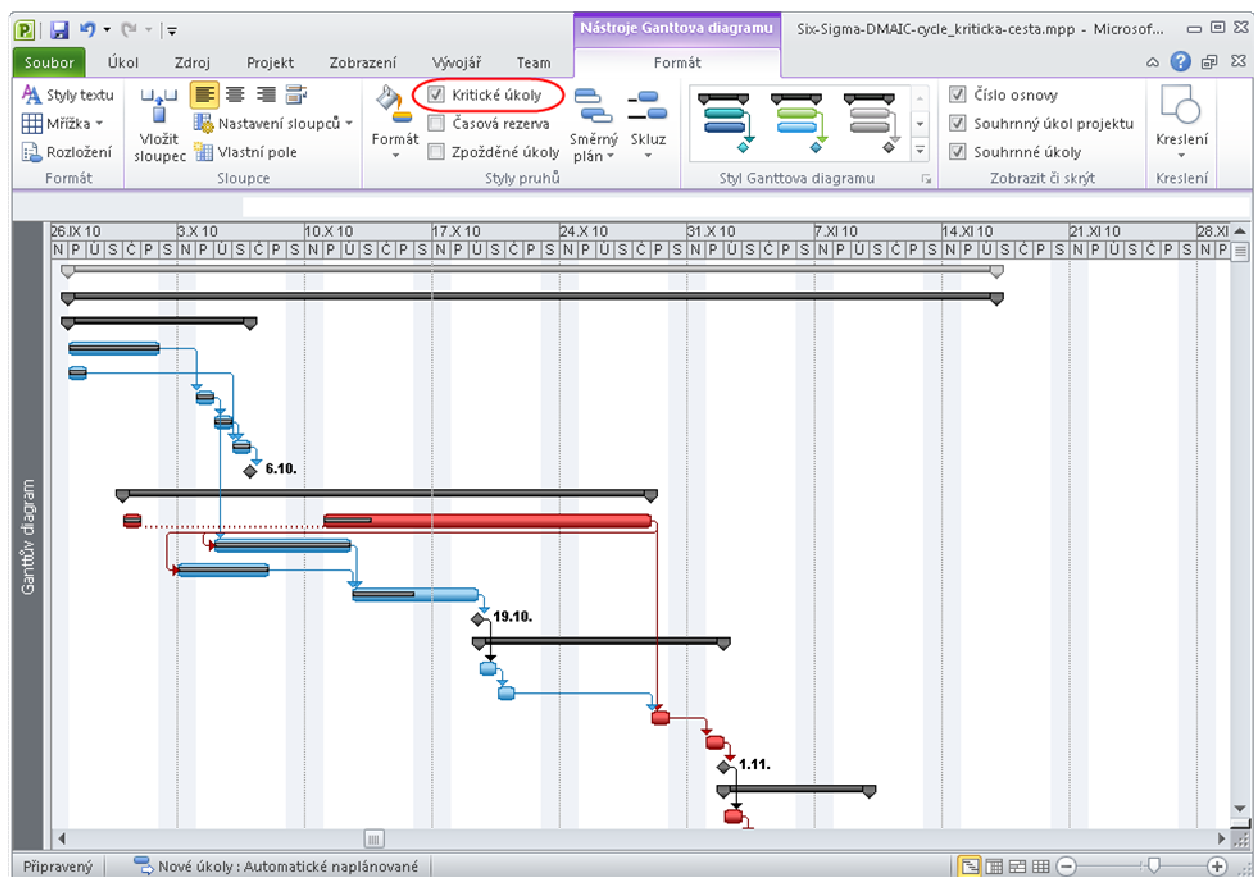 Nástroje Ganttova diagramu
Six-Sigma-DMAIC-cycle_kriticka-cesta.mpp - Microsof...
Soubor Úkol Zdroj Projekt Zobrazení Vývojář Team Formát
Styly textu
Mřížka
Rozložení
Formát
Vložit sloupec
Nastavení sloupců
Vlastní pole
Sloupce
Formát
Kritické úkoly
Časová rezerva
Zpožděné úkoly
Směrný plán
Skluz
Styly pruhů
Styl Ganttova diagramu
Číslo osnovy
Souhrnný úkol projektu
Souhrnné úkoly
Zobrazit či skrýt
Kreslení
Kreslení
26.IX 10 3.X 10 10.X 10 17.X 10 24.X 10 31.X 10 7.XI 10 14.XI 10 21.XI 10 28.XI
N P Ú S Č P S N P Ú S Č P S N P Ú S Č P S N P Ú S Č P S N P Ú S Č P S N P Ú S Č P S N P Ú S Č P S N P Ú S Č P S N P Ú S Č P S N P
6.10.
19.10.
1.11.
Ganttův diagram
Připravený
Nové úkoly : Automatické naplánované